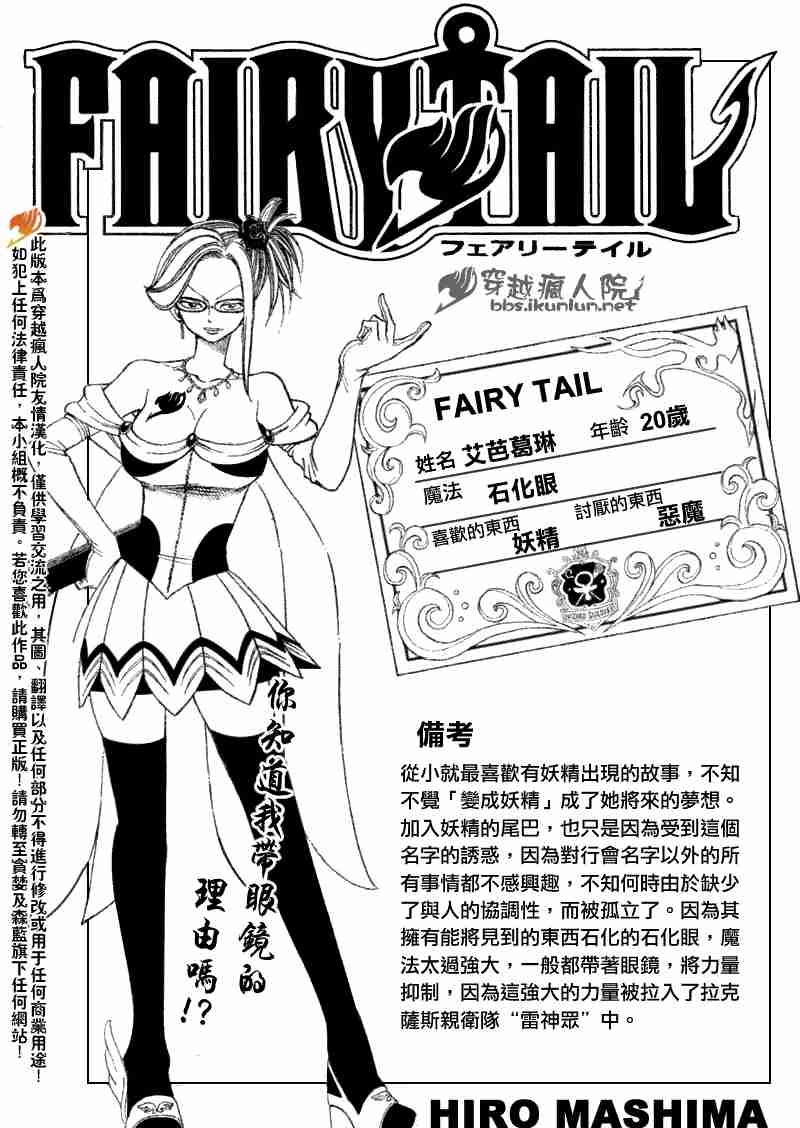 FAIRY TAIL
フェアリーテイル
穿越瘋人院
bbs.ikunlun.net
FAIRY TAIL
姓名 艾芭葛琳 年齡 20歲
魔法 石化眼
喜歡的東西 妖精 討厭的東西 惡魔
此版本爲穿越瘋人院友情漢化，僅供學習交流之用，其圖、翻譯以及任何部分不得進行修改或用于任何商業用途！
如犯上任何法律責任，本小組概不負責。若您喜歡此作品，請購買正版！請勿轉至貪婪及森藍旗下任何網站！
你知道我帶眼鏡的
理由嗎!?
備考
從小就最喜歡有妖精出現的故事，不知
不覺「變成妖精」成了她將來的夢想。
加入妖精的尾巴，也只是因為受到這個
名字的誘惑，因為對行會名字以外的所
有事情都不感興趣，不知何時由於缺少
了與人的協調性，而被孤立了。因為其
擁有能將見到的東西石化的石化眼，魔
法太過強大，一般都帶著眼鏡，將力量
抑制，因為這強大的力量被拉入了拉克
薩斯親衛隊“雷神眾”中。
HIRO MASHIMA